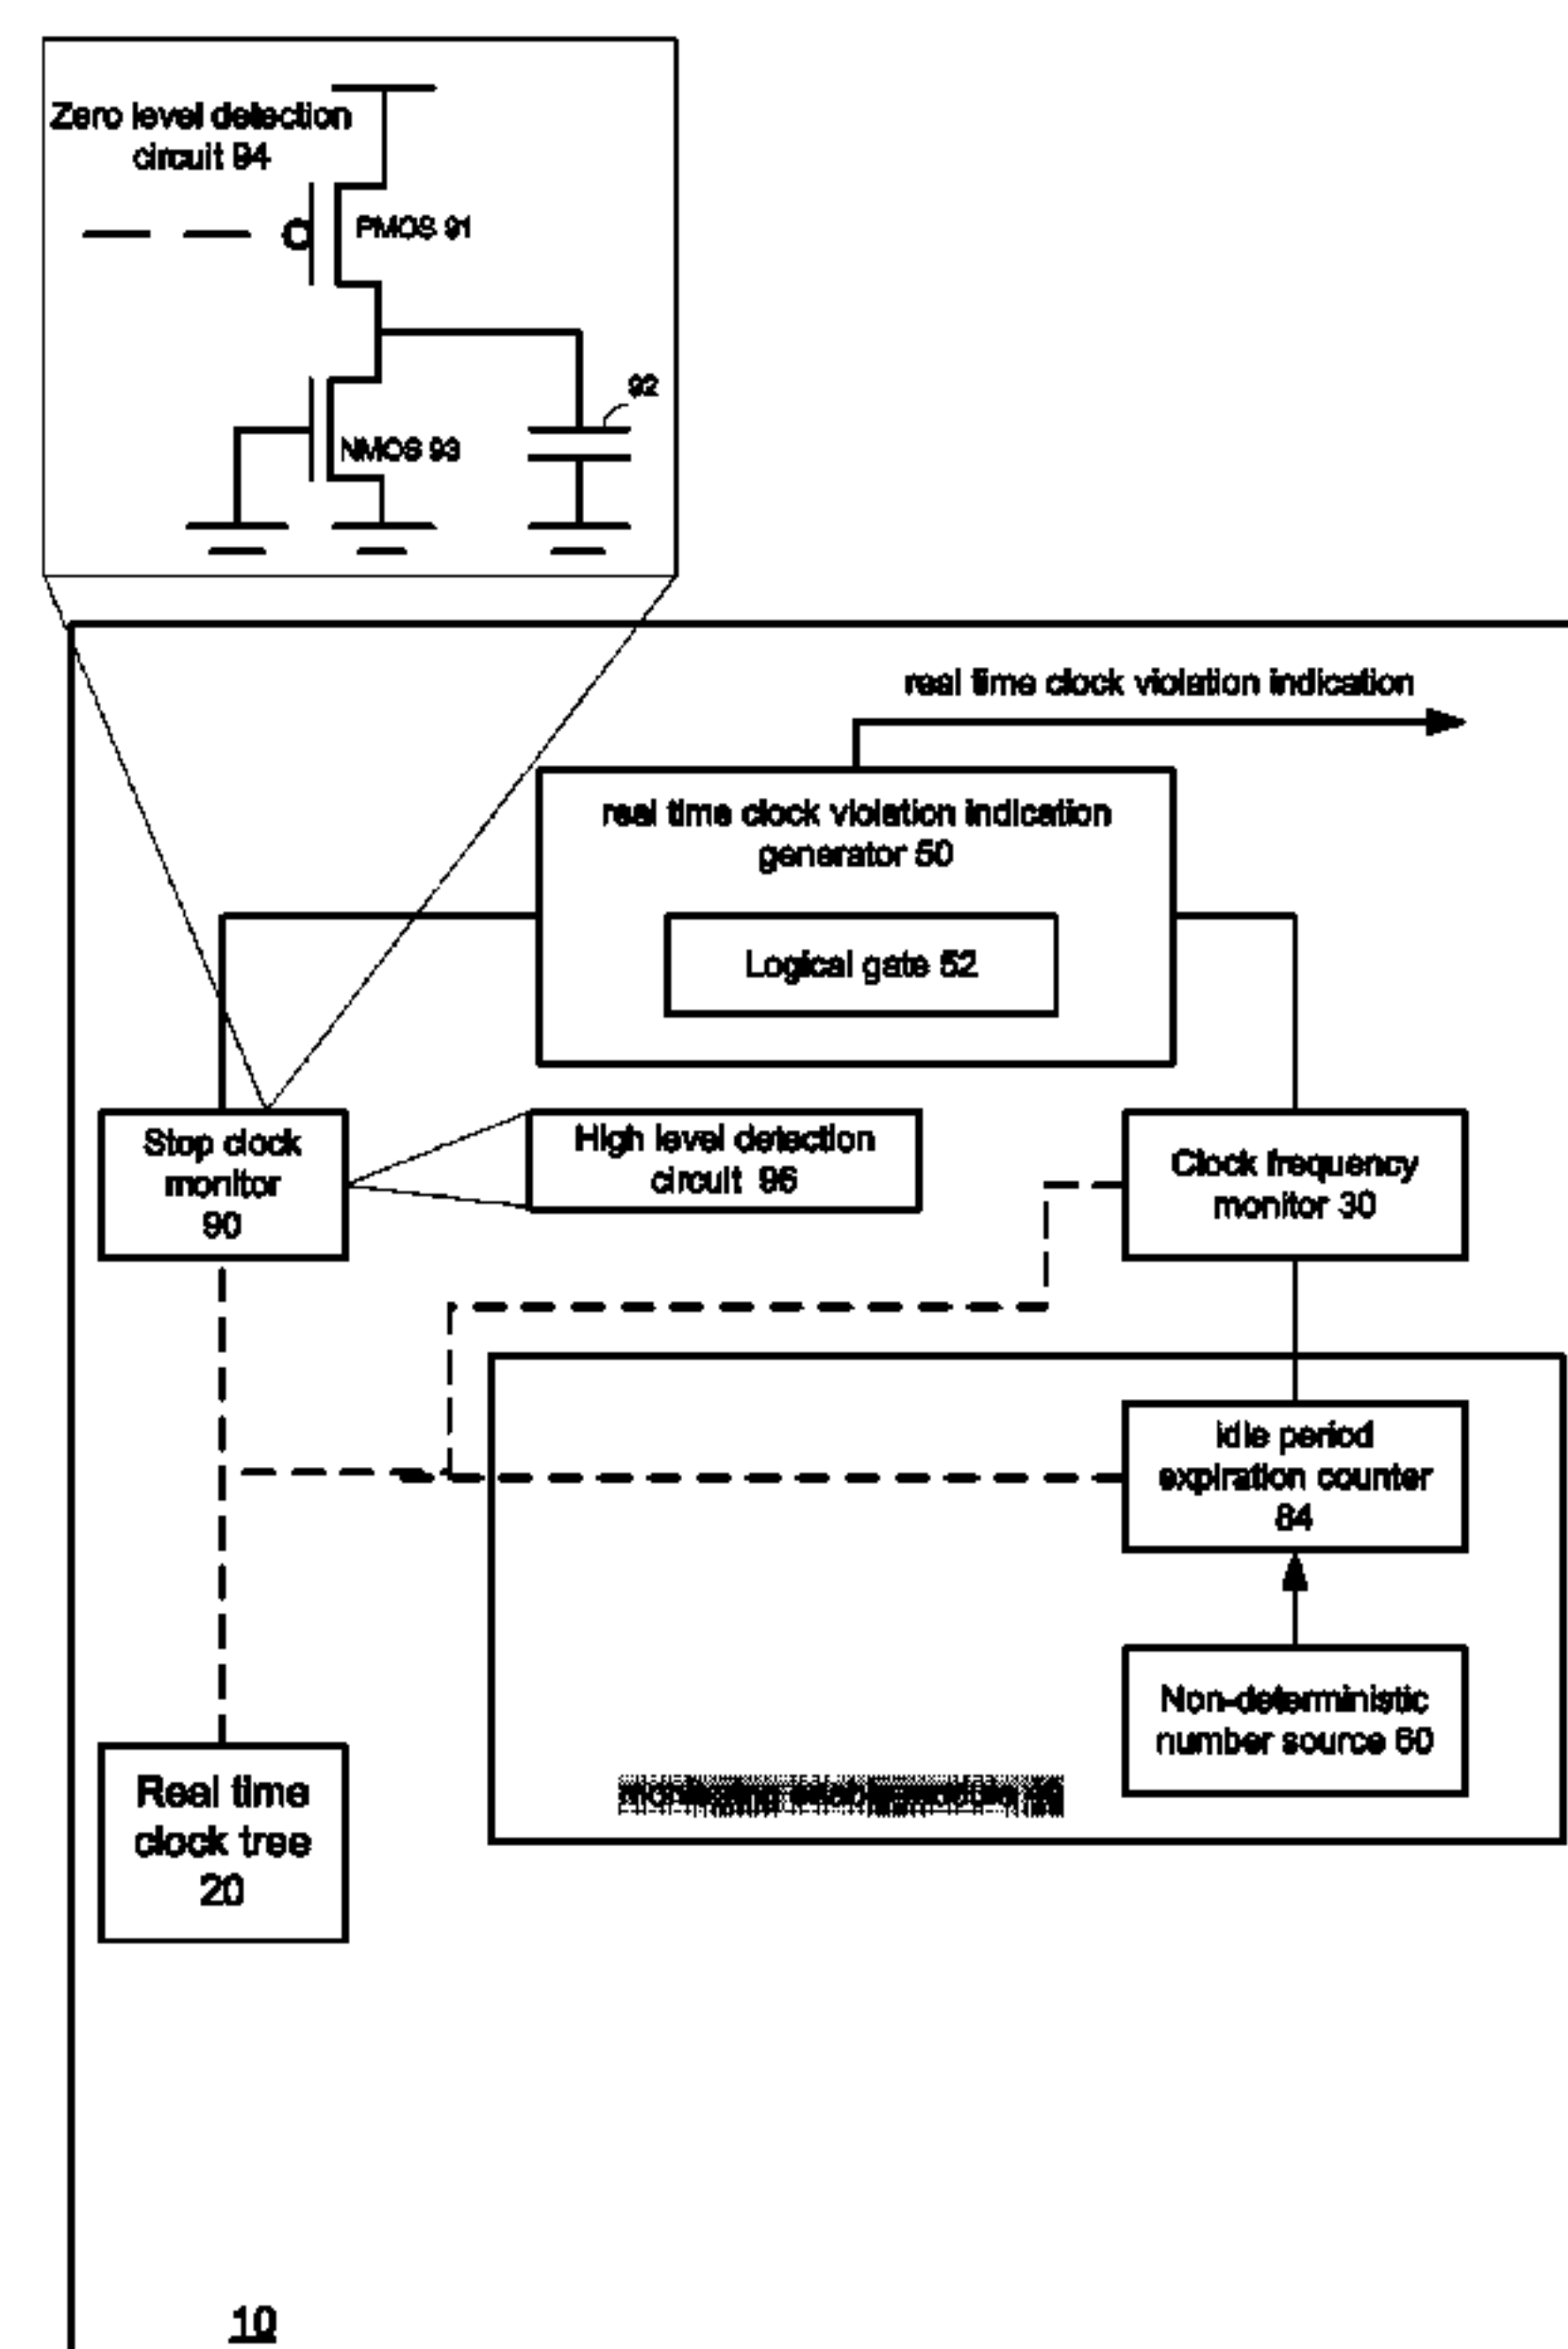 Zero level detection
circuit 94
PMOS 91
92
NMOS 93
real time clock violation indication
real time clock violation indication
generator 50
Logical gate 52
Stop clock
monitor
90
High level detection
circuit 96
Clock frequency
monitor 30
Idle period
expiration counter
84
Non-deterministic
number source 60
Real time
clock tree
20
10